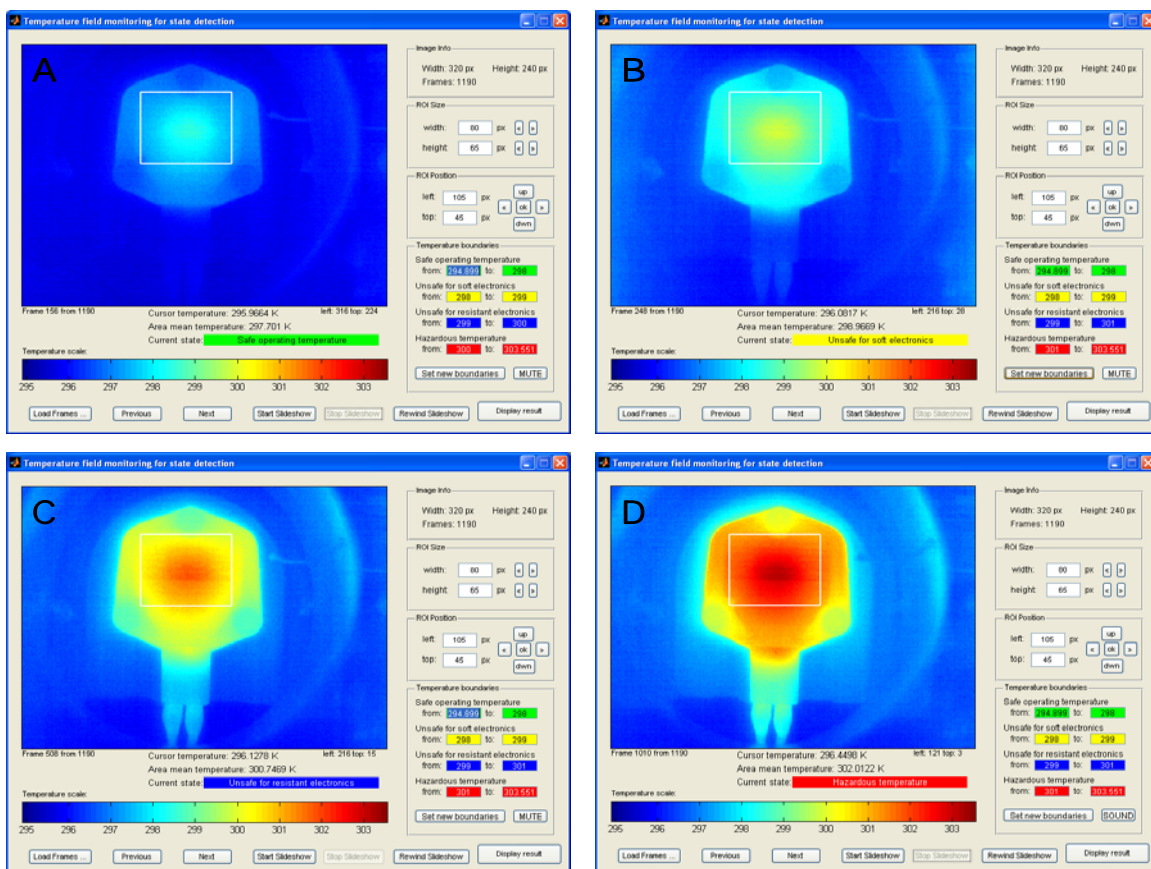 Temperature field monitoring for state detection
A
Image Info
Width: 320 px Height: 240 px
Frames: 1190
ROI Size
width: 80 px < >
height: 65 px < >
ROI Position
left: 105 px
top: 45 px
up
< ok >
dwn
Temperature boundaries
Safe operating temperature
from: 294.899 to: 298
Unsafe for soft electronics
from: 298 to: 299
Unsafe for resistant electronics
from: 299 to: 300
Hazardous temperature
from: 300 to: 303.551
Frame 156 from 1190 Cursor temperature: 295.9664 K left: 316 top: 224
Area mean temperature: 297.701 K
Current state: Safe operating temperature
Temperature scale:
295 296 297 298 299 300 301 302 303
Set new boundaries MUTE
Load Frames ... Previous Next Start Slideshow Stop Slideshow Rewind Slideshow Display result
Temperature field monitoring for state detection
B
Image Info
Width: 320 px Height: 240 px
Frames: 1190
ROI Size
width: 80 px < >
height: 65 px < >
ROI Position
left: 105 px
top: 45 px
up
< ok >
dwn
Temperature boundaries
Safe operating temperature
from: 294.899 to: 298
Unsafe for soft electronics
from: 298 to: 299
Unsafe for resistant electronics
from: 299 to: 301
Hazardous temperature
from: 301 to: 303.551
Frame 248 from 1190 Cursor temperature: 296.0817 K left: 216 top: 28
Area mean temperature: 298.9669 K
Current state: Unsafe for soft electronics
Temperature scale:
295 296 297 298 299 300 301 302 303
Set new boundaries MUTE
Load Frames ... Previous Next Start Slideshow Stop Slideshow Rewind Slideshow Display result
Temperature field monitoring for state detection
C
Image Info
Width: 320 px Height: 240 px
Frames: 1190
ROI Size
width: 80 px < >
height: 65 px < >
ROI Position
left: 105 px
top: 45 px
up
< ok >
dwn
Temperature boundaries
Safe operating temperature
from: 294.899 to: 298
Unsafe for soft electronics
from: 298 to: 299
Unsafe for resistant electronics
from: 299 to: 301
Hazardous temperature
from: 301 to: 303.551
Frame 508 from 1190 Cursor temperature: 296.1278 K left: 216 top: 15
Area mean temperature: 300.7469 K
Current state: Unsafe for resistant electronics
Temperature scale:
295 296 297 298 299 300 301 302 303
Set new boundaries MUTE
Load Frames ... Previous Next Start Slideshow Stop Slideshow Rewind Slideshow Display result
Temperature field monitoring for state detection
D
Image Info
Width: 320 px Height: 240 px
Frames: 1190
ROI Size
width: 80 px < >
height: 65 px < >
ROI Position
left: 105 px
top: 45 px
up
< ok >
dwn
Temperature boundaries
Safe operating temperature
from: 294.899 to: 298
Unsafe for soft electronics
from: 298 to: 299
Unsafe for resistant electronics
from: 299 to: 301
Hazardous temperature
from: 301 to: 303.551
Frame 1010 from 1190 Cursor temperature: 296.4498 K left: 121 top: 3
Area mean temperature: 302.0122 K
Current state: Hazardous temperature
Temperature scale:
295 296 297 298 299 300 301 302 303
Set new boundaries SOUND
Load Frames ... Previous Next Start Slideshow Stop Slideshow Rewind Slideshow Display result